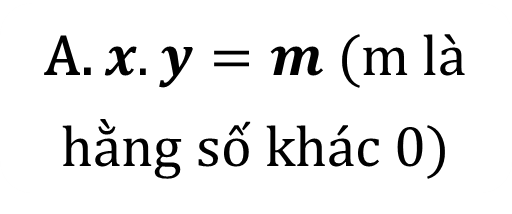 A. x. y = m (m là
hằng số khác 0)